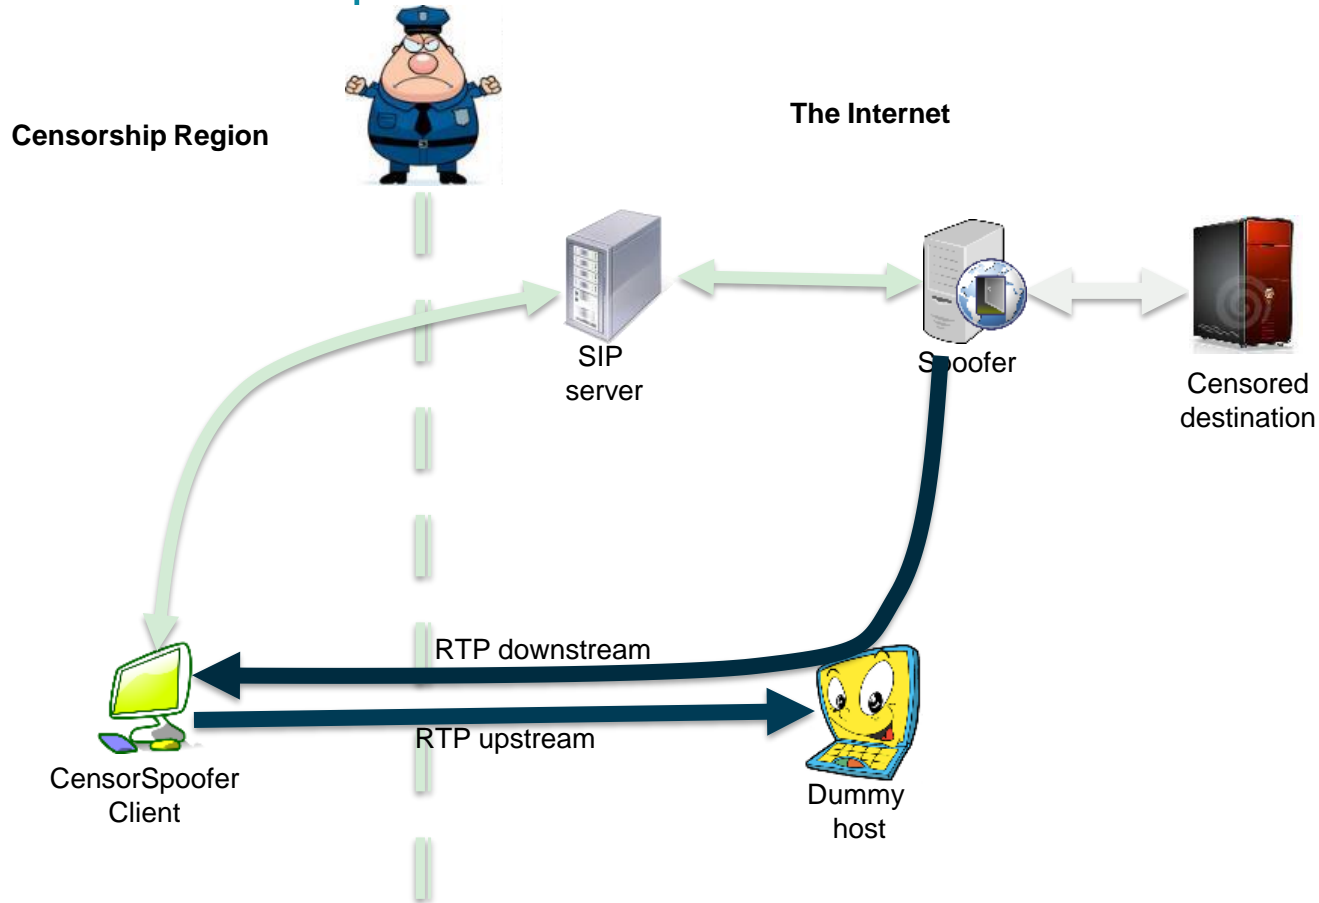 Censorship Region
The Internet
SIP
server
Spoofer
Censored
destination
RTP downstream
RTP upstream
CensorSpoofer
Client
Dummy
host